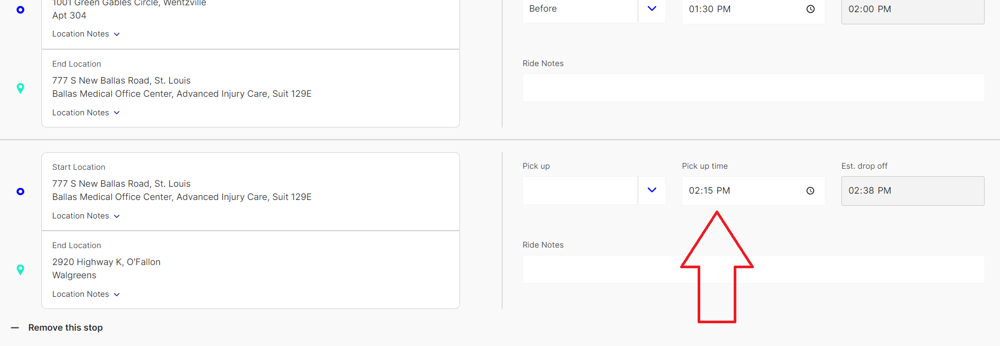 1001 Green Gables Circle, Wentzville
Apt 304
Location Notes
Before
01:30 PM
02:00 PM
End Location
777 S New Ballas Road, St. Louis
Ballas Medical Office Center, Advanced Injury Care, Suit 129E
Location Notes
Ride Notes
Start Location
777 S New Ballas Road, St. Louis
Ballas Medical Office Center, Advanced Injury Care, Suit 129E
Location Notes
Pick up
Pick up time
02:15 PM
Est. drop off
02:38 PM
End Location
2920 Highway K, O'Fallon
Walgreens
Location Notes
Ride Notes
Remove this stop